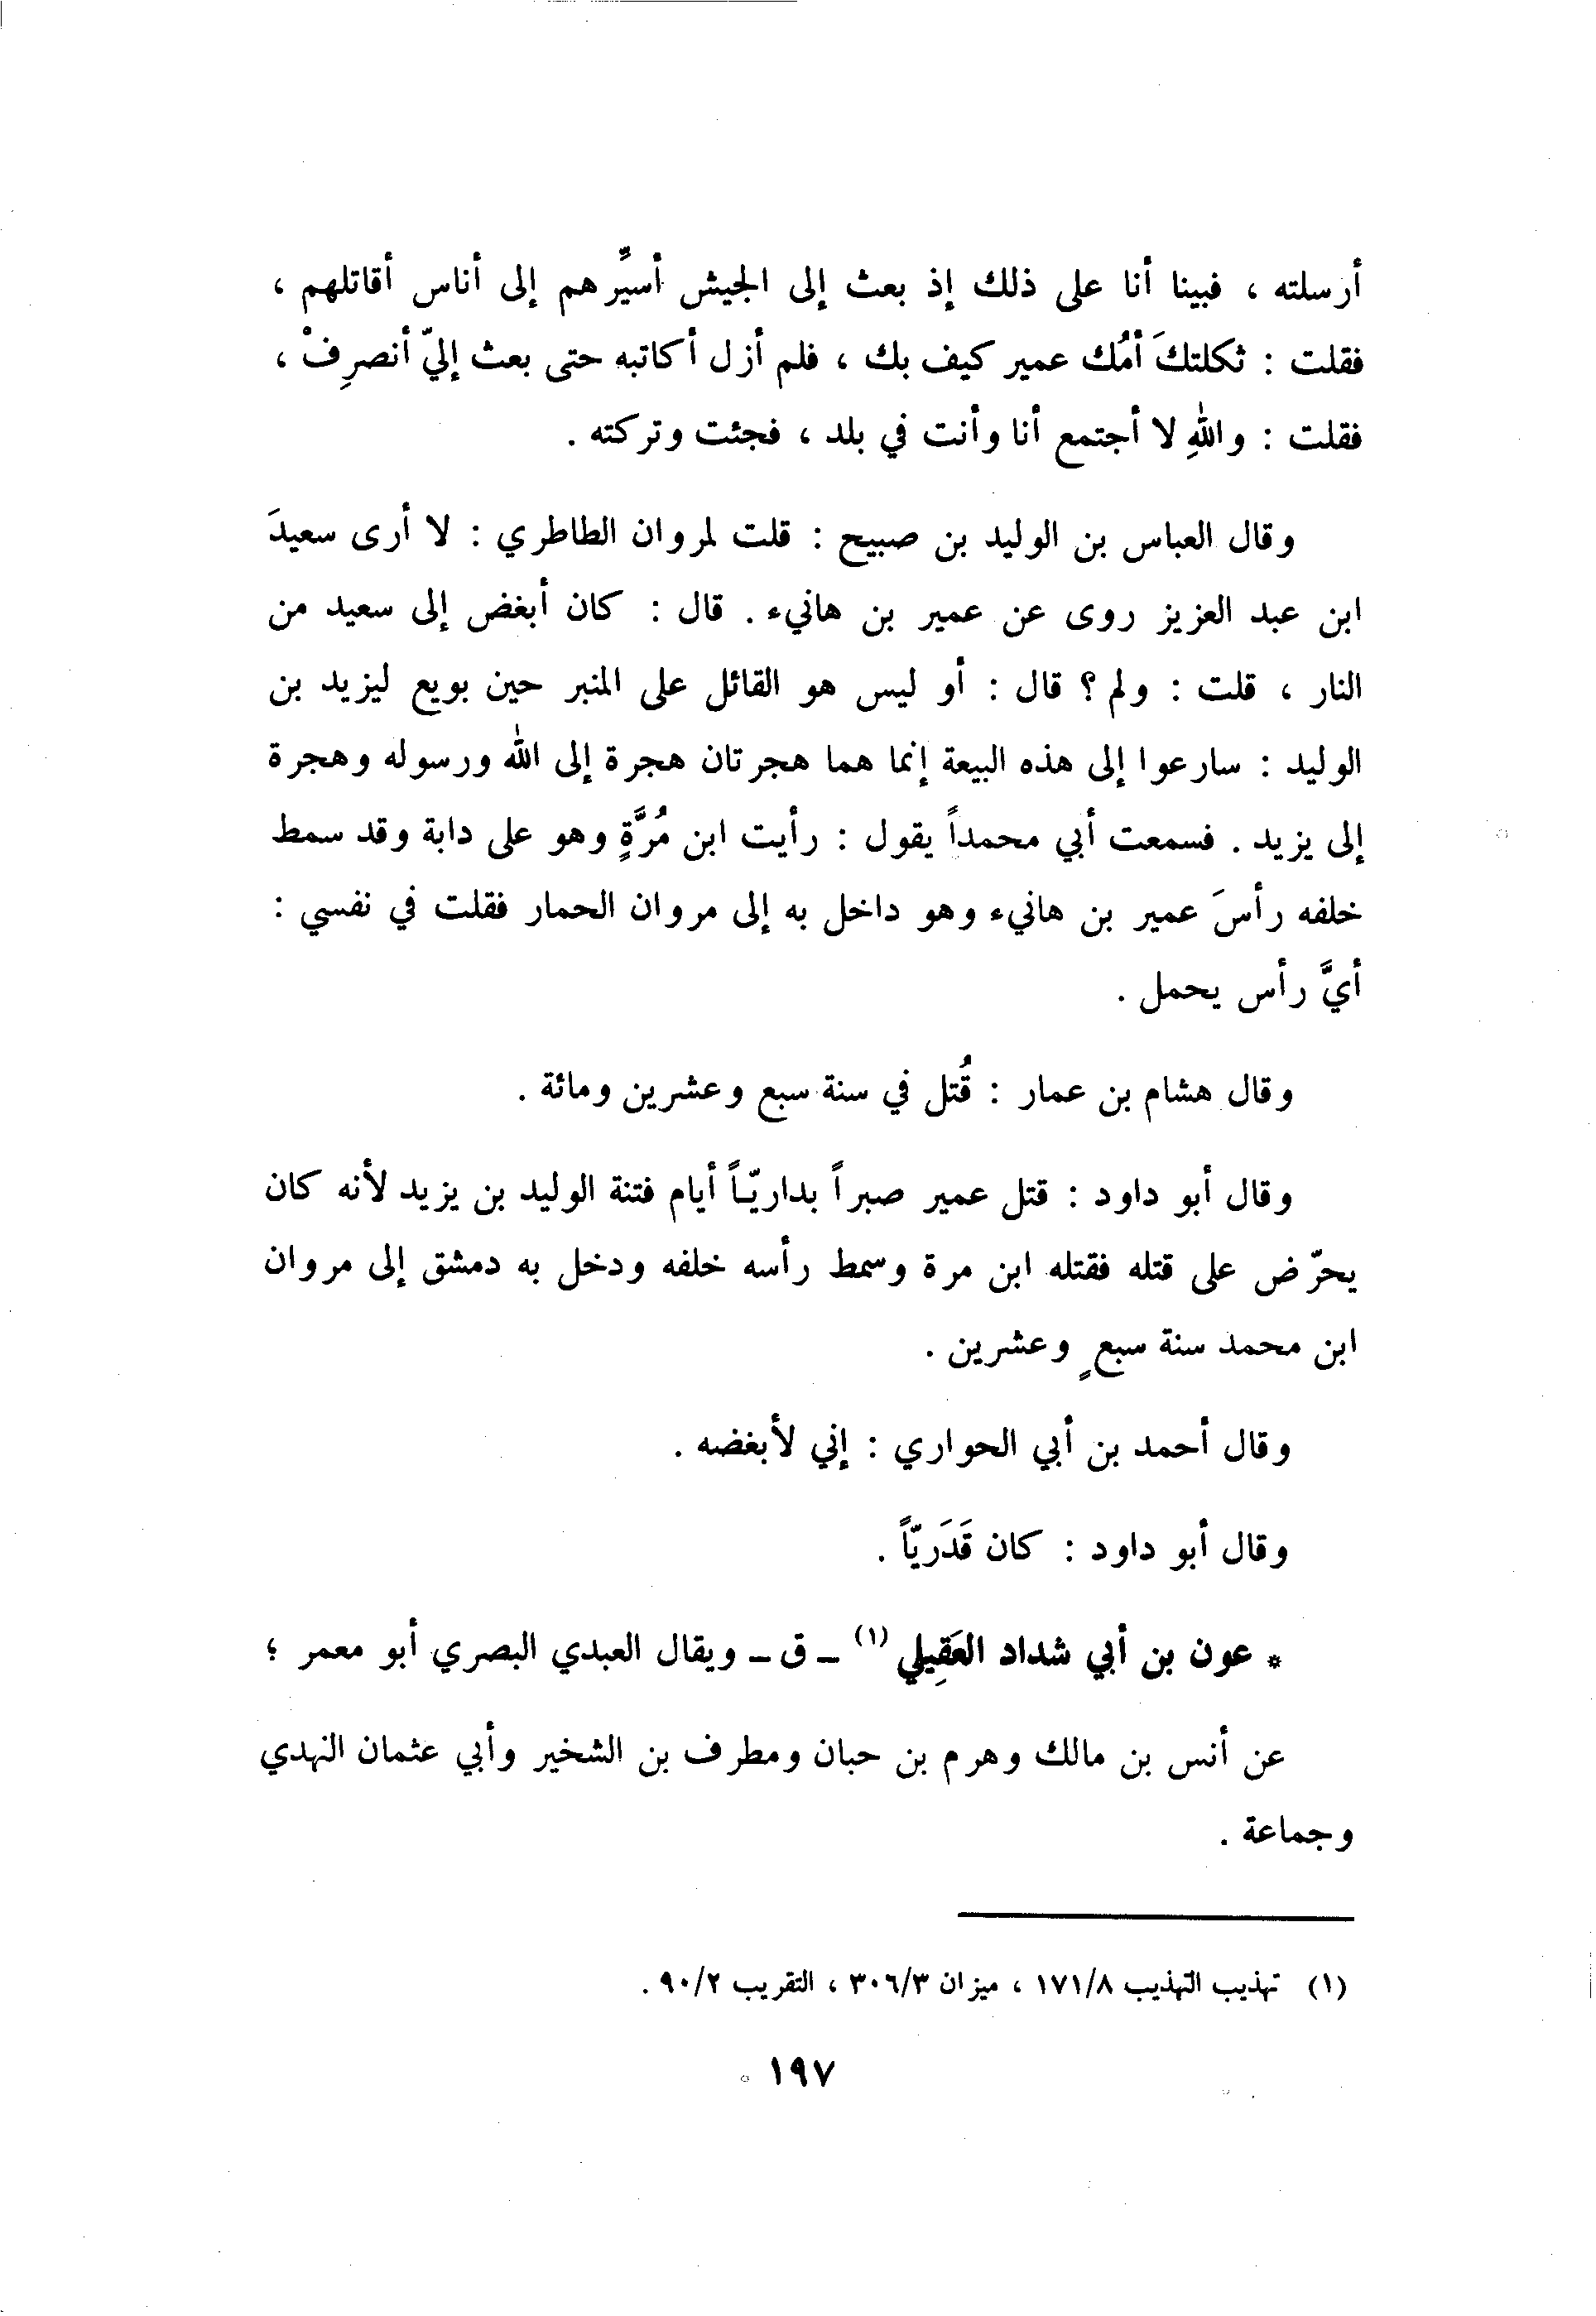 أرسلته ، فبينا أنا على ذلك إذ بعث إلى الجيش أسيِّرهم إلى أناس أقاتلهم ،
فقلت : ثكلتكَ أمُك عمير كيف بك ، فلم أزل أكاتبه حتى بعث إليّ أنصرِفْ ،
فقلت : واللهِ لا أجتمع أنا وأنت في بلد ، فجئت وتركته .
وقال العباس بن الوليد بن صبيح : قلت لمروان الطاطري : لا أرى سعيدَ
ابن عبد العزيز روى عن عمير بن هانيء . قال : كان أبغض إلى سعيد من
النار ، قلت : ولم ؟ قال : أو ليس هو القائل على المنبر حين بويع ليزيد بن
الوليد : سارعوا إلى هذه البيعة إنما هما هجرتان هجرة إلى الله ورسوله وهجرة
إلى يزيد . فسمعت أبي محمداً يقول : رأيت ابن مُرَّةٍ وهو على دابة وقد سمط
خلفه رأسَ عمير بن هانيء وهو داخل به إلى مروان الحمار فقلت في نفسي :
أيَّ رأس يحمل .
وقال هشام بن عمار : قُتل في سنة سبع وعشرين ومائة .
وقال أبو داود : قتل عمير صبراً بداريّاً أيام فتنة الوليد بن يزيد لأنه كان
يحرّض على قتله فقتله ابن مرة وسمط رأسه خلفه ودخل به دمشق إلى مروان
ابن محمد سنة سبعٍ وعشرين .
وقال أحمد بن أبي الحواري : إني لأبغضه .
وقال أبو داود : كان قَدَريّاً .
* عون بن أبي شداد العَقِيلي (١) - ق - ويقال العبدي البصري أبو معمر ؛
عن أنس بن مالك وهرم بن حبان ومطرف بن الشخير وأبي عثمان النهدي
وجماعة .
(١) تهذيب التهذيب ١٧١/٨ ، ميزان ٣٠٦/٣ ، التقريب ٩٠/٢ .
١٩٧